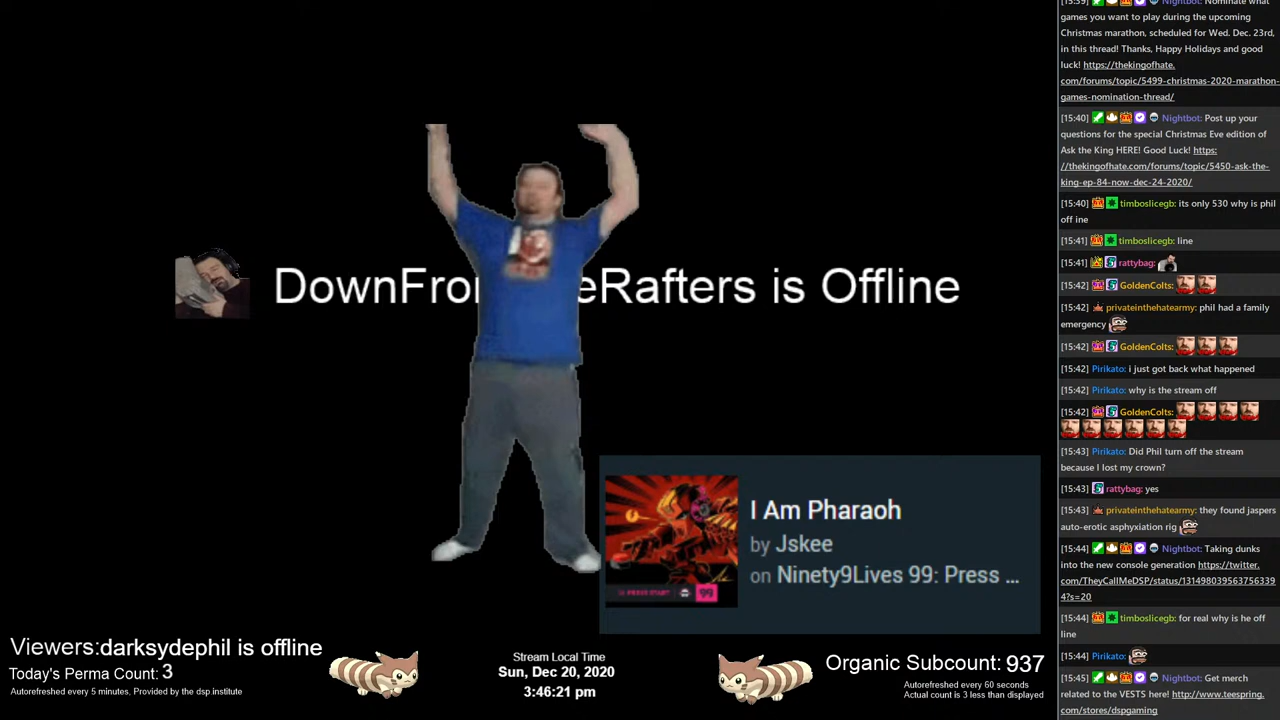 DownFro eRafters is Offline
I Am Pharaoh
by Jskee
on Ninety9Lives 99: Press ...
PRESS START
99
Viewers:darksydephil is offline
Today's Perma Count: 3
Autorefreshed every 5 minutes, Provided by the dsp institute
Stream Local Time
Sun, Dec 20, 2020
3:46:21 pm
Organic Subcount: 937
Autorefreshed every 60 seconds
Actual count is 3 less than displayed
[15:39] Nightbot: Nominate what
games you want to play during the upcoming
Christmas marathon, scheduled for Wed. Dec. 23rd,
in this thread! Thanks, Happy Holidays and good
luck! https://thekingofhate.
com/forums/topic/5499-christmas-2020-marathon-
games-nomination-thread/
[15:40] Nightbot: Post up your
questions for the special Christmas Eve edition of
Ask the King HERE! Good Luck! https:
//thekingofhate.com/forums/topic/5450-ask-the-
king-ep-84-now-dec-24-2020/
[15:40] timboslicegb: its only 530 why is phil
off ine
[15:41] timboslicegb: line
[15:41] rattybag:
[15:42] GoldenColts:
[15:42] privateinthehatearmy: phil had a family
emergency
[15:42] GoldenColts:
[15:42] Pirikato: i just got back what happened
[15:42] Pirikato: why is the stream off
[15:42] GoldenColts:
[15:43] Pirikato: Did Phil turn off the stream
because I lost my crown?
[15:43] rattybag: yes
[15:43] privateinthehatearmy: they found jaspers
auto-erotic asphyxiation rig
[15:44] Nightbot: Taking dunks
into the new console generation https://twitter.
com/TheyCallMeDSP/status/131498039563756339
4?s=20
[15:44] timboslicegb: for real why is he off
line
[15:44] Pirikato:
[15:45] Nightbot: Get merch
related to the VESTS here! http://www.teespring.
com/stores/dspgaming